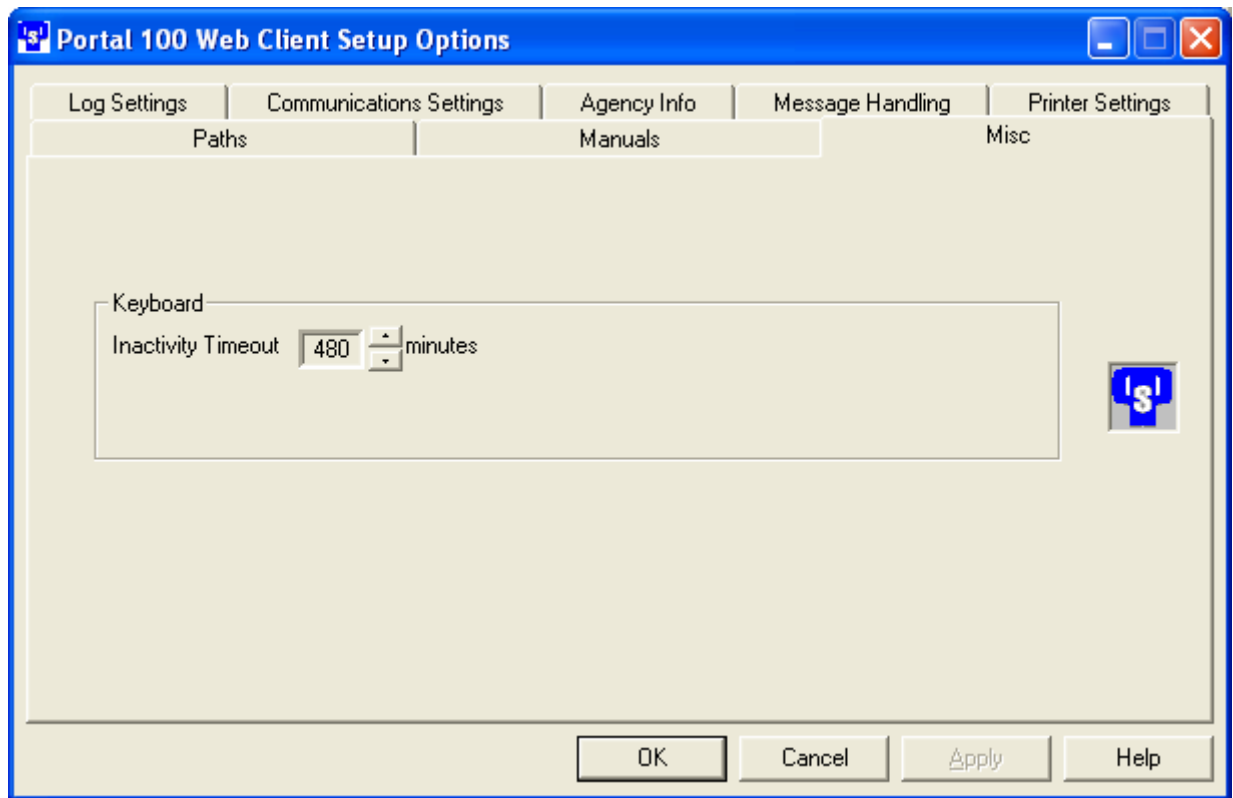 'S' Portal 100 Web Client Setup Options
Log Settings Communications Settings Agency Info Message Handling Printer Settings
Paths Manuals Misc
Keyboard
Inactivity Timeout 480 minutes
'S'
OK Cancel Apply Help